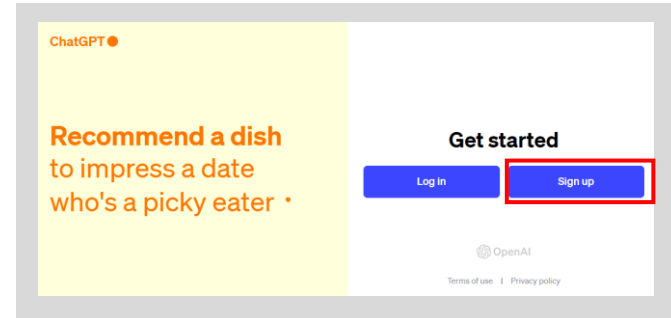 ChatGPT
Recommend a dish
to impress a date
who's a picky eater
Get started
Log in
Sign up
OpenAI
Terms of use | Privacy policy